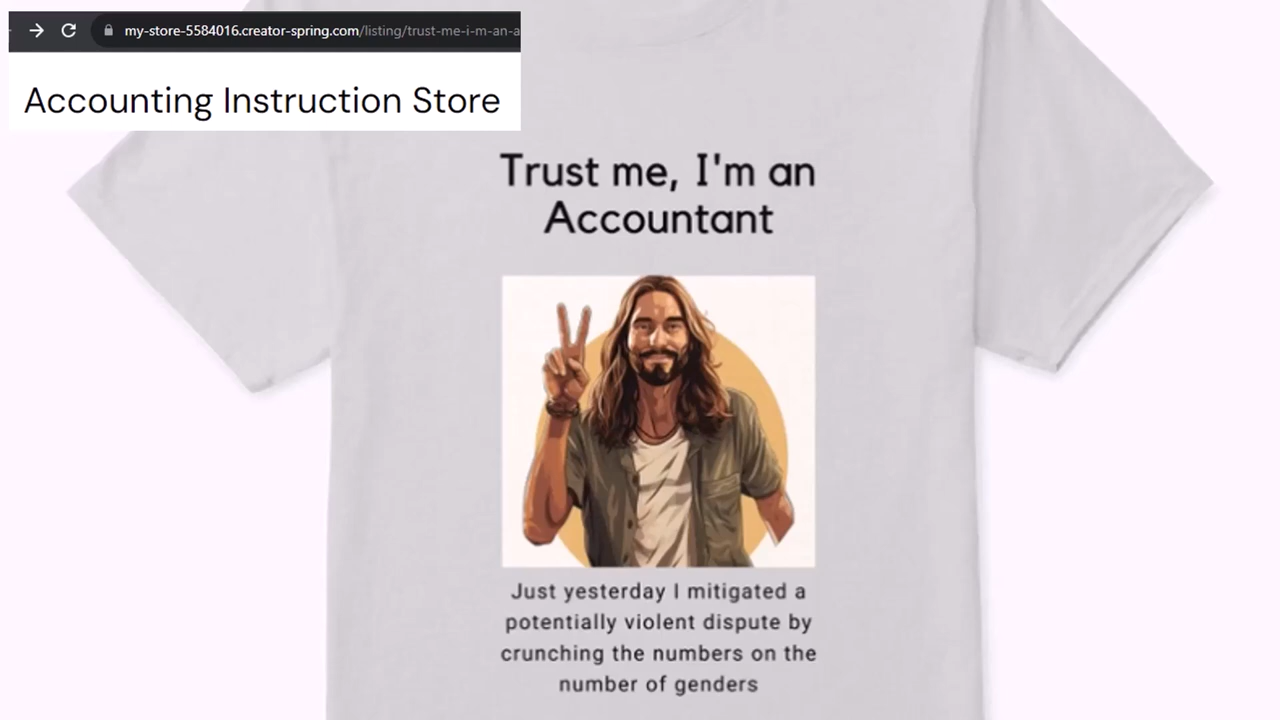 my-store-5584016.creator-spring.com/listing/trust-me-i-m-an-a
Accounting Instruction Store
Trust me, I'm an
Accountant
Just yesterday I mitigated a
potentially violent dispute by
crunching the numbers on the
number of genders